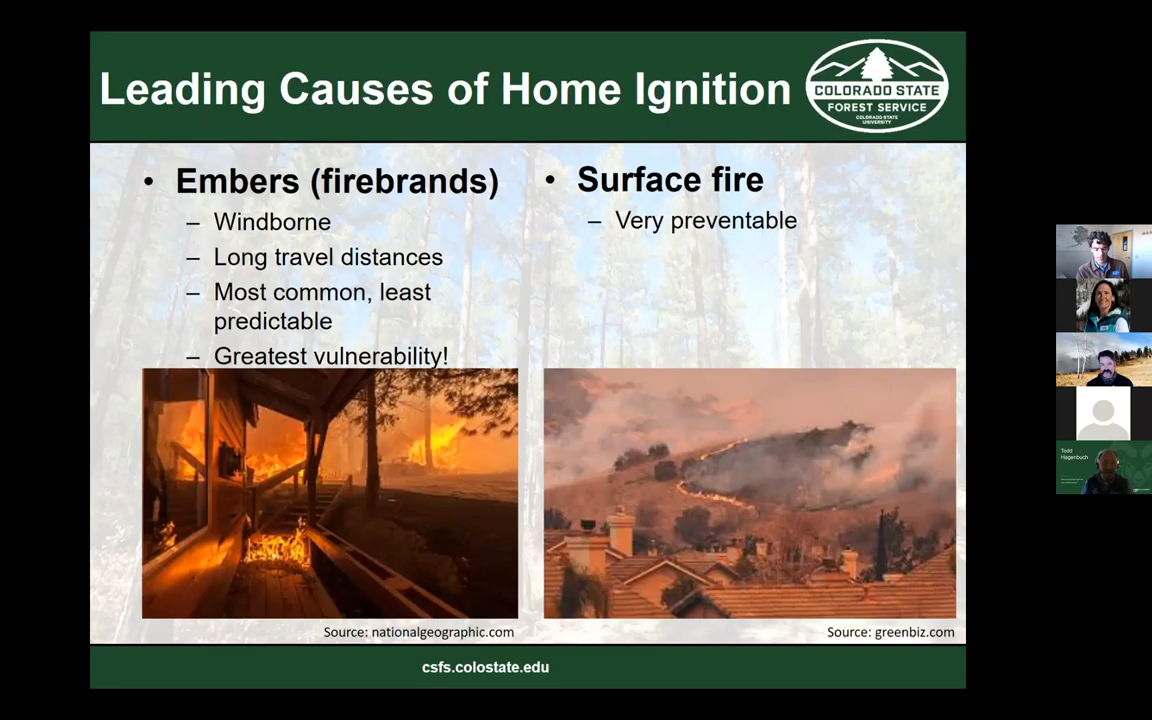 Leading Causes of Home Ignition
COLORADO STATE
FOREST SERVICE
COLORADO STATE
UNIVERSITY
• Embers (firebrands)
– Windborne
– Long travel distances
– Most common, least
predictable
– Greatest vulnerability!
Source: nationalgeographic.com
• Surface fire
– Very preventable
Source: greenbiz.com
csfs.colostate.edu
Todd
Hagenbuch